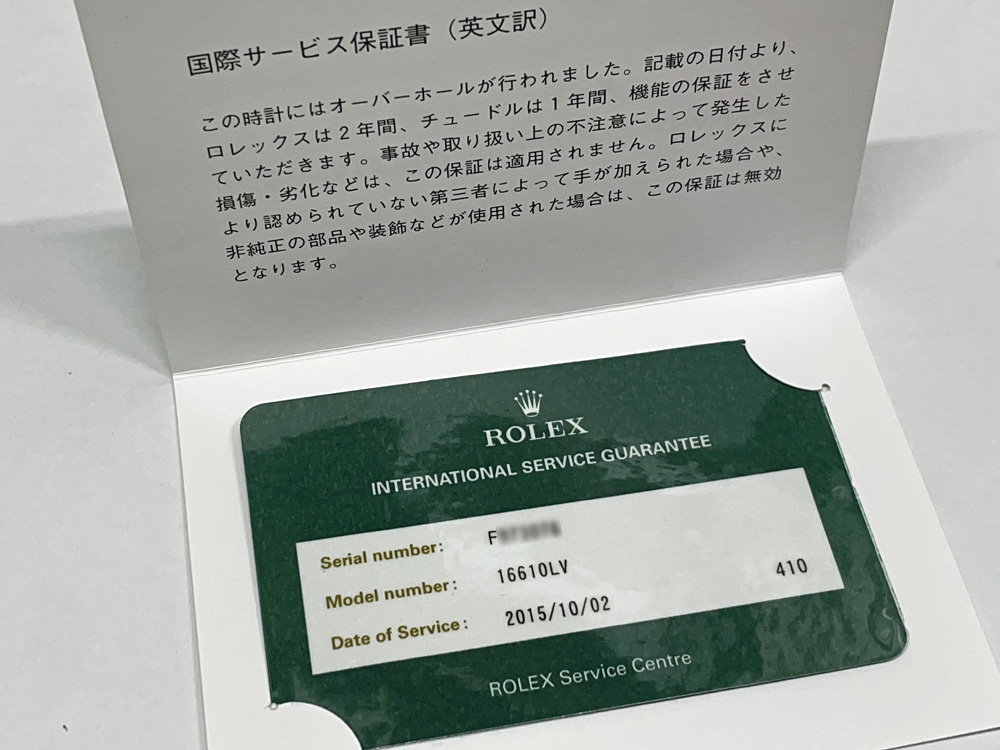 国際サービス保証書（英文訳）
この時計にはオーバーホールが行われました。記載の日付より、
ロレックスは２年間、チュードルは１年間、機能の保証をさせ
ていただきます。事故や取り扱い上の不注意によって発生した
損傷・劣化などは、この保証は適用されません。ロレックスに
より認められていない第三者によって手が加えられた場合や、
非純正の部品や装飾などが使用された場合は、この保証は無効
となります。
ROLEX
INTERNATIONAL SERVICE GUARANTEE
Serial number: F
Model number: 16610LV 410
Date of Service: 2015/10/02
ROLEX Service Centre